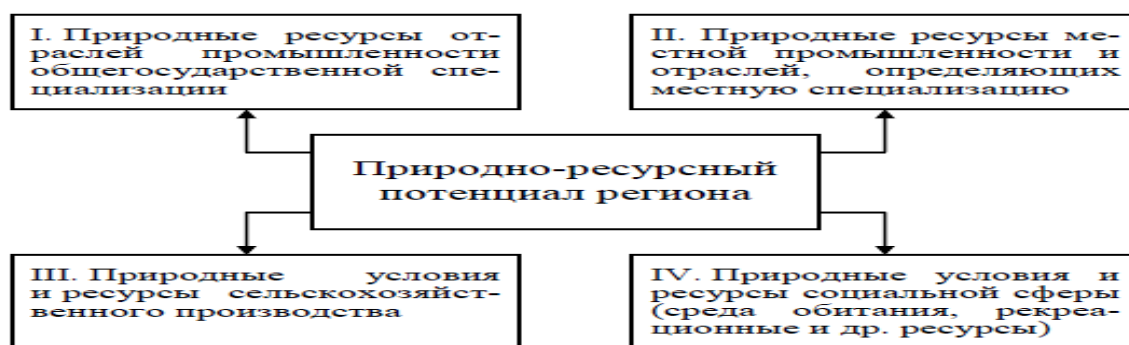 I. Природные ресурсы от-
раслей промышленности
общегосударственной спе-
циализации
II. Природные ресурсы ме-
стной промышленности и
отраслей, определяющих
местную специализацию
Природно-ресурсный
потенциал региона
III. Природные условия
и ресурсы сельскохозяйст-
венного производства
IV. Природные условия и
ресурсы социальной сферы
(среда обитания, рекреа-
ционные и др. ресурсы)